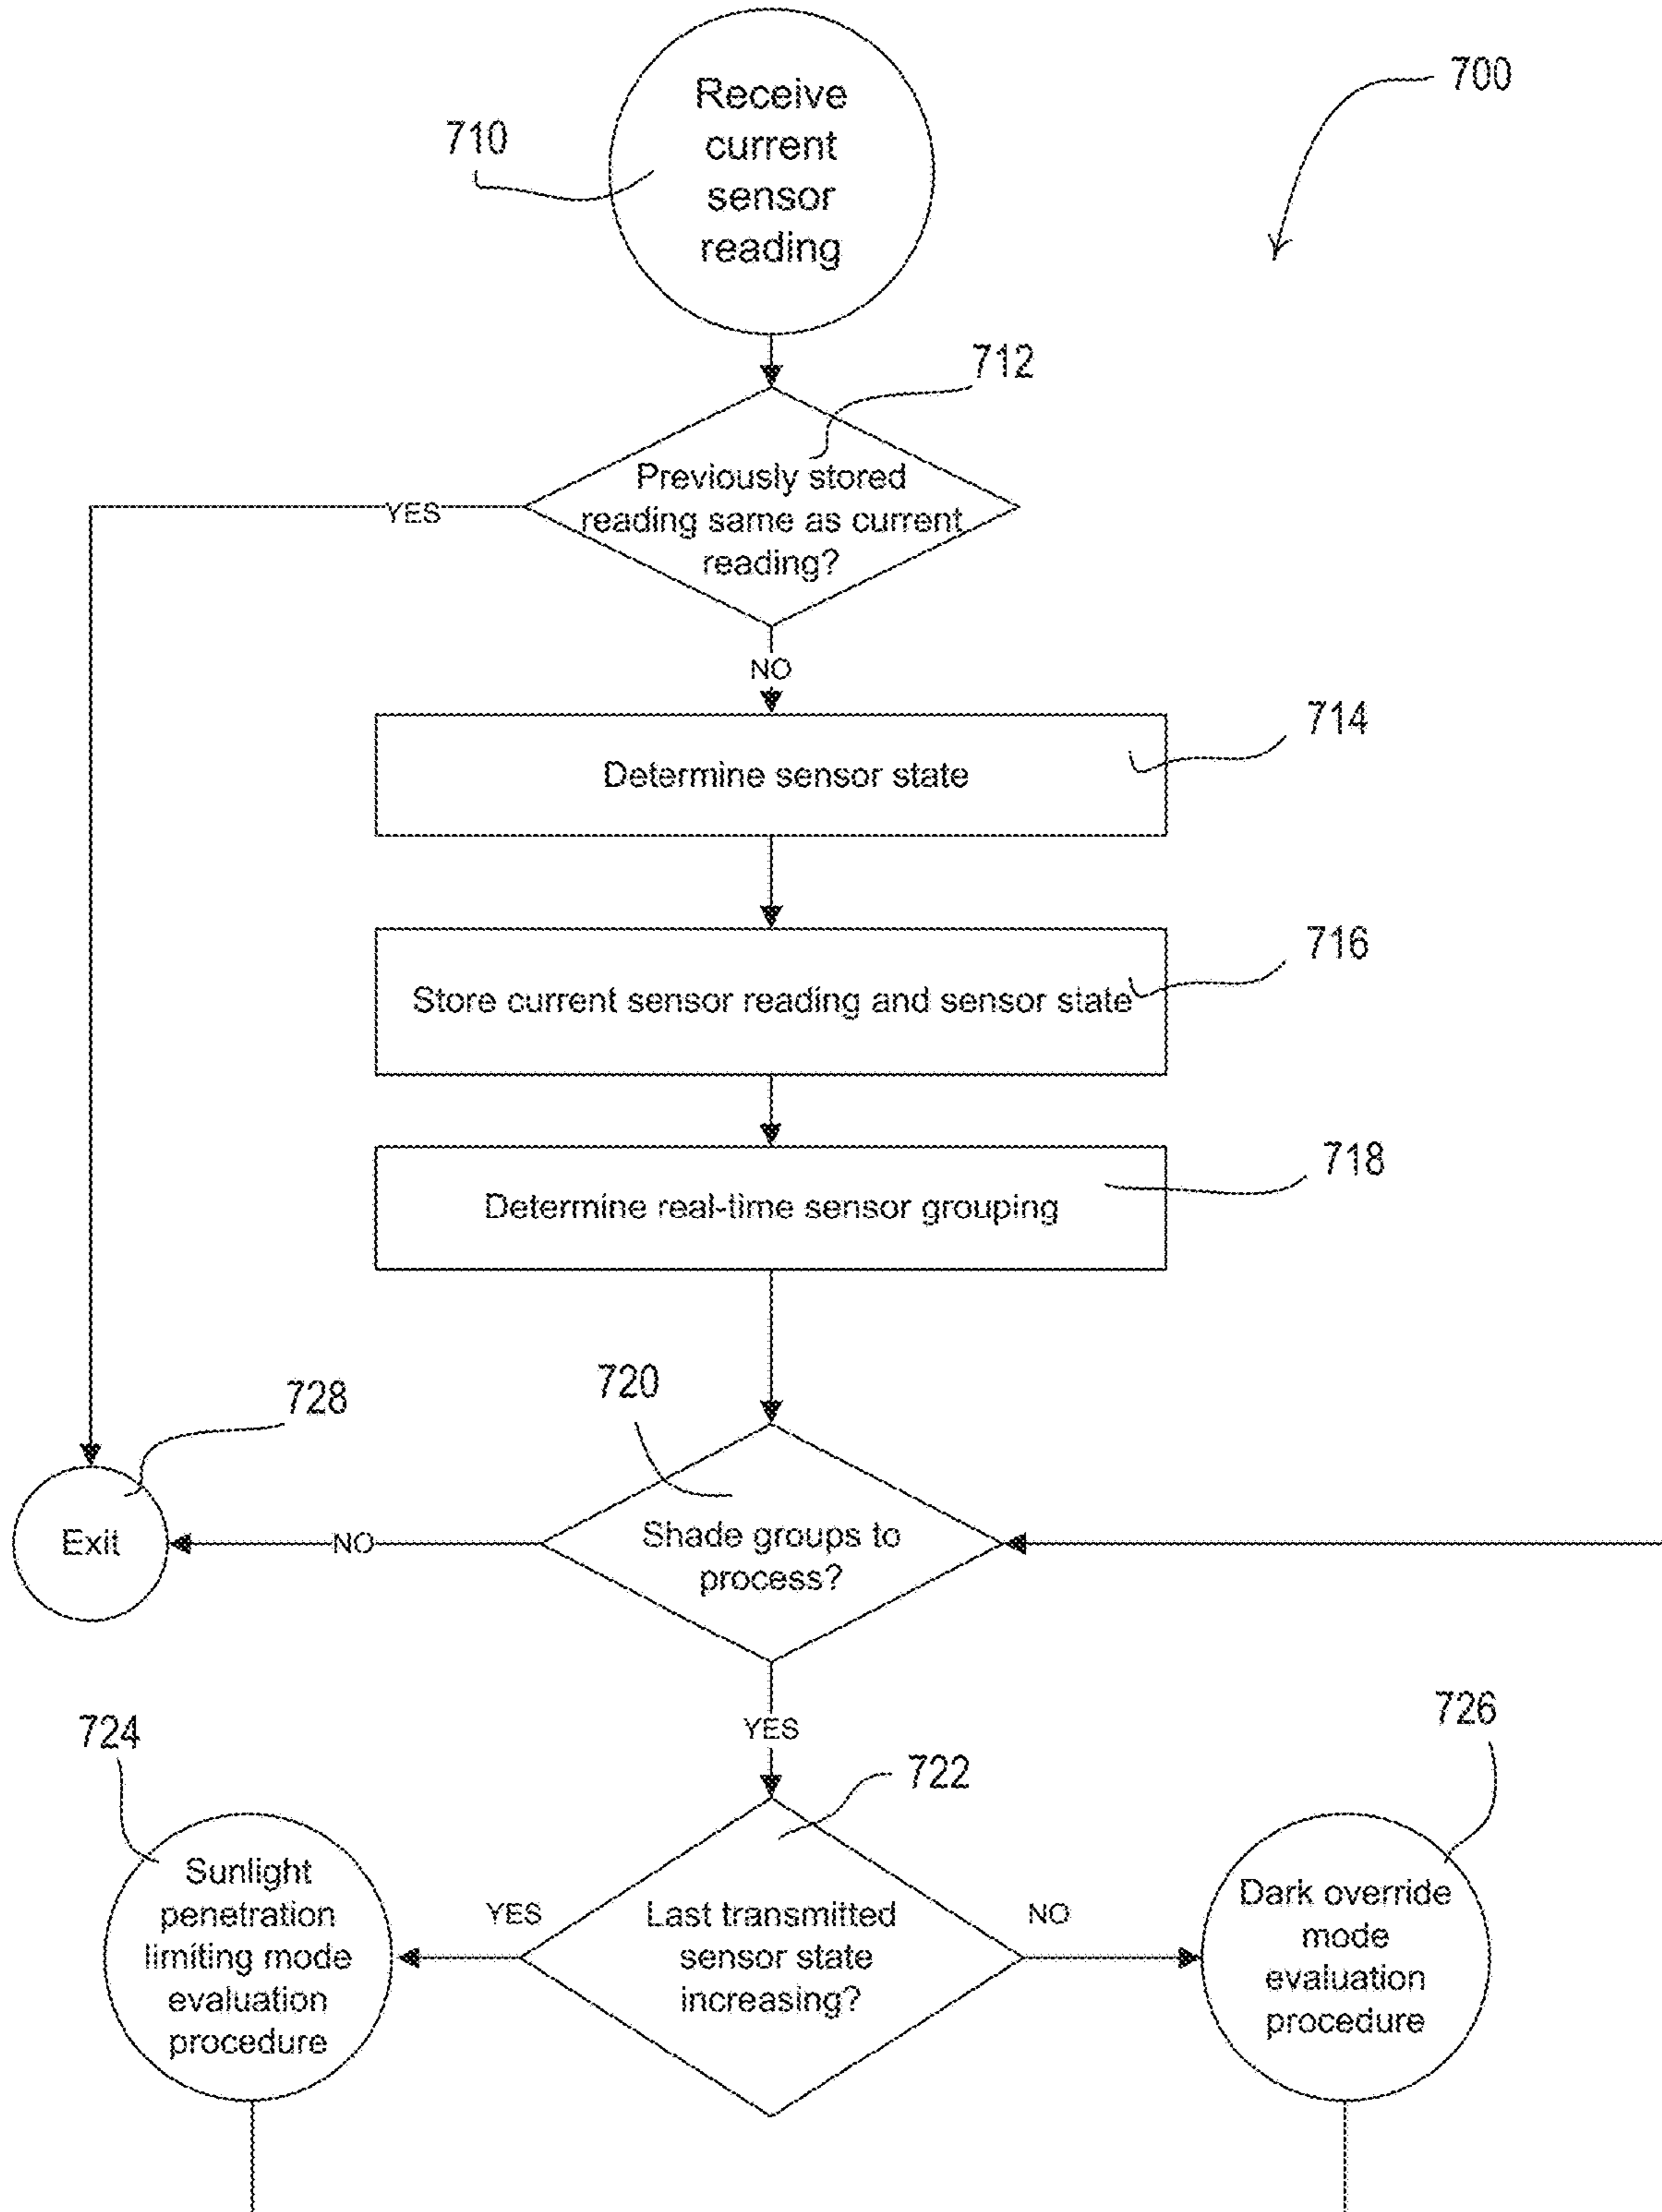 700
710
Receive
current
sensor
reading
712
Previously stored
reading same as current
reading?
YES
NO
714
Determine sensor state
716
Store current sensor reading and sensor state
718
Determine real-time sensor grouping
720
728
Shade groups to
process?
Exit
NO
YES
722
724
726
Sunlight
penetration
limiting mode
evaluation
procedure
YES
Last transmitted
sensor state
increasing?
NO
Dark override
mode
evaluation
procedure